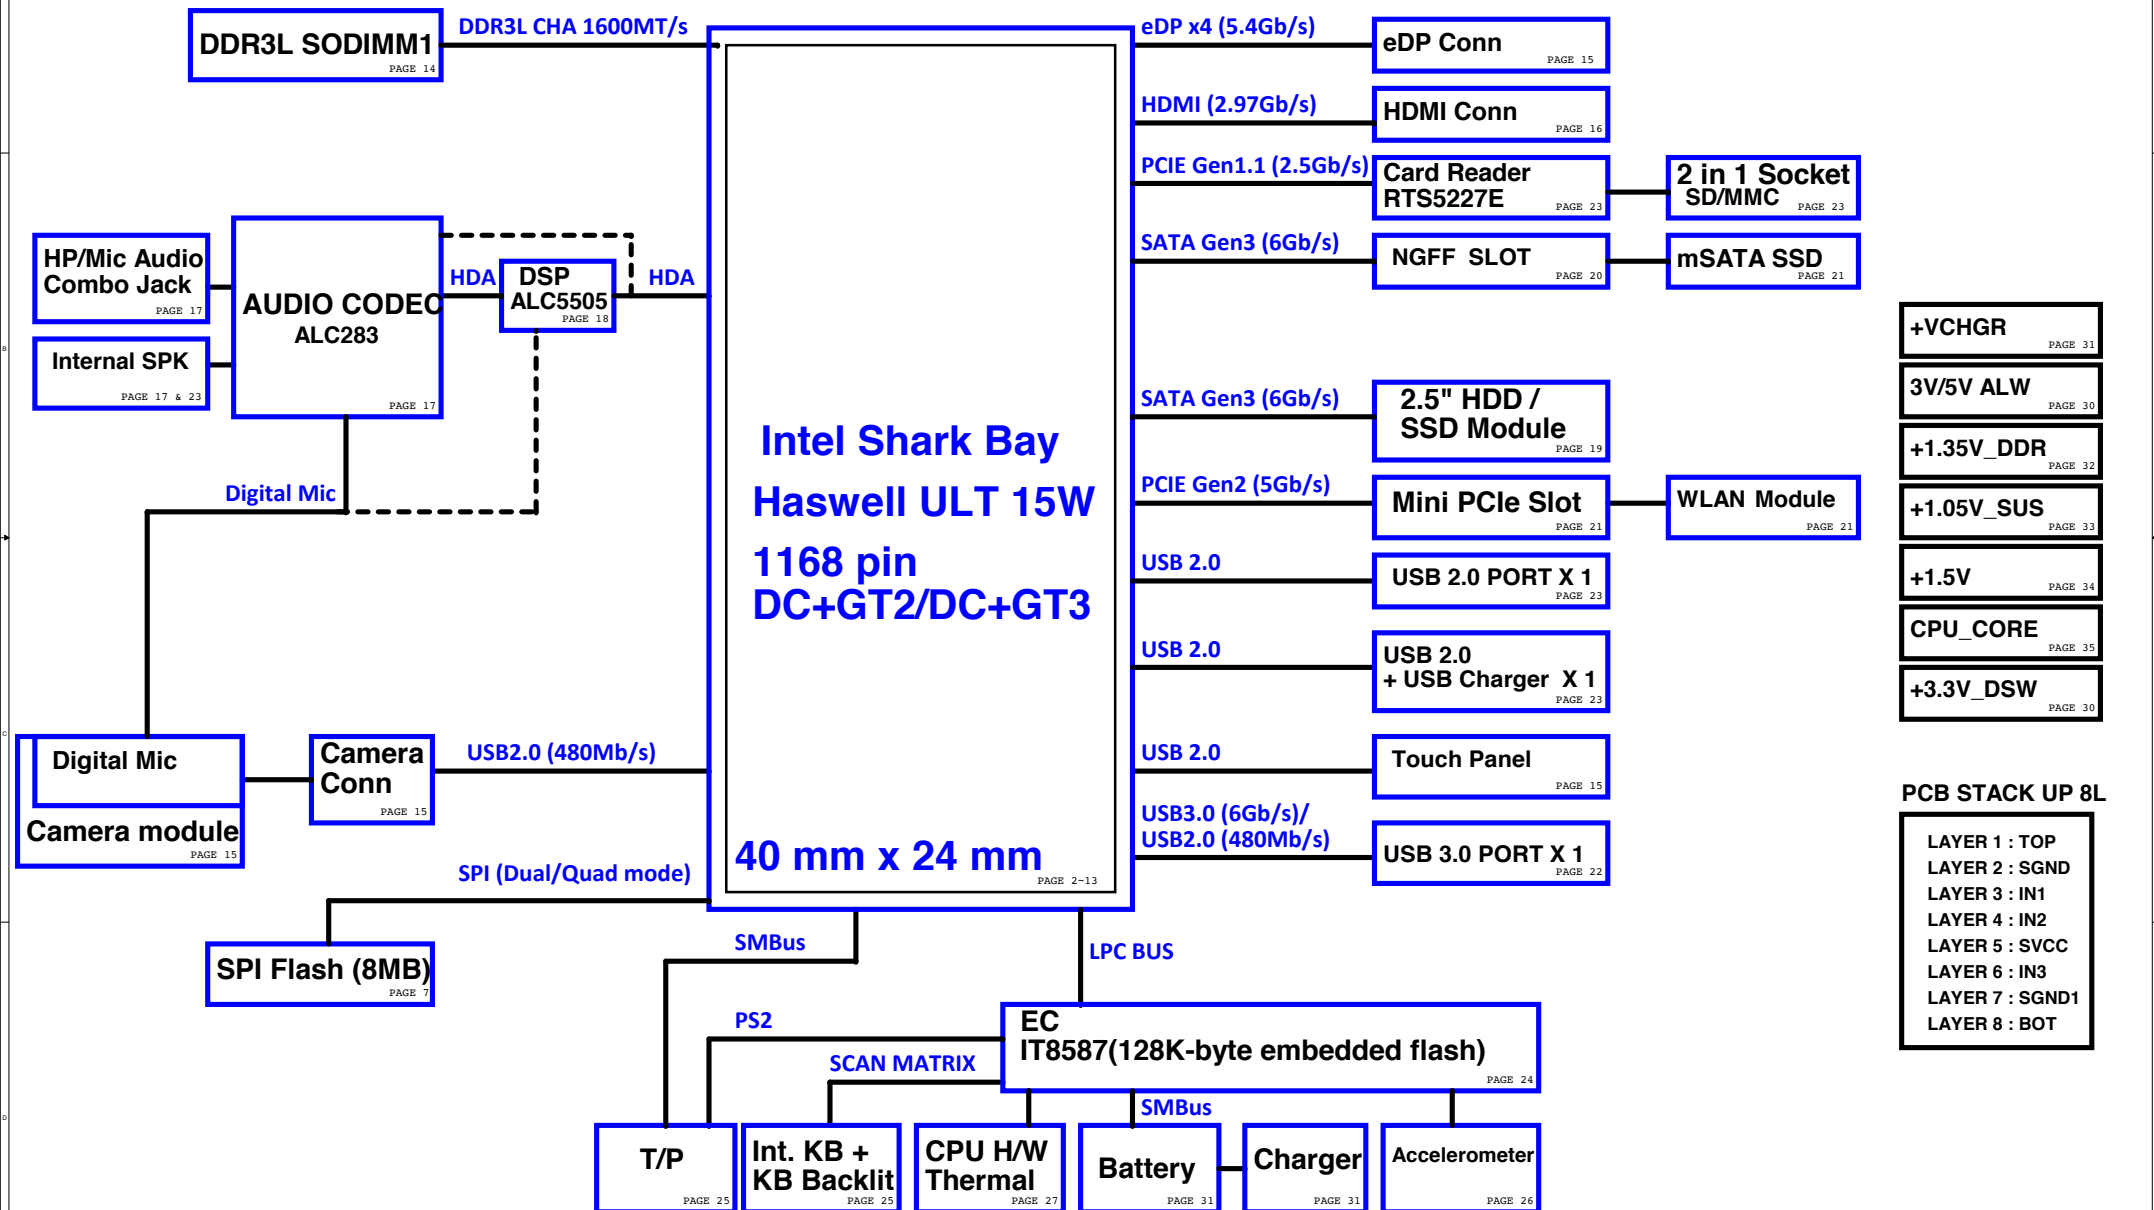 DDR3L SODIMM1
PAGE 14
DDR3L CHA 1600MT/s
HP/Mic Audio
Combo Jack
PAGE 17
Internal SPK
PAGE 17 & 23
AUDIO CODEC
ALC283
PAGE 17
HDA
DSP
ALC5505
PAGE 18
HDA
Digital Mic
Digital Mic
Camera module
PAGE 15
Camera
Conn
PAGE 15
USB2.0 (480Mb/s)
SPI (Dual/Quad mode)
SPI Flash (8MB)
PAGE 7
Intel Shark Bay
Haswell ULT 15W
1168 pin
DC+GT2/DC+GT3
40 mm x 24 mm
PAGE 2-13
eDP x4 (5.4Gb/s)
eDP Conn
PAGE 15
HDMI (2.97Gb/s)
HDMI Conn
PAGE 16
PCIE Gen1.1 (2.5Gb/s)
Card Reader
RTS5227E
PAGE 23
2 in 1 Socket
SD/MMC
PAGE 23
SATA Gen3 (6Gb/s)
NGFF SLOT
PAGE 20
mSATA SSD
PAGE 21
SATA Gen3 (6Gb/s)
2.5" HDD /
SSD Module
PAGE 19
PCIE Gen2 (5Gb/s)
Mini PCIe Slot
PAGE 21
WLAN Module
PAGE 21
USB 2.0
USB 2.0 PORT X 1
PAGE 23
USB 2.0
USB 2.0
+ USB Charger X 1
PAGE 23
USB 2.0
Touch Panel
PAGE 15
USB3.0 (6Gb/s)/
USB2.0 (480Mb/s)
USB 3.0 PORT X 1
PAGE 22
SMBus
LPC BUS
PS2
SCAN MATRIX
EC
IT8587(128K-byte embedded flash)
PAGE 24
SMBus
T/P
PAGE 25
Int. KB +
KB Backlit
PAGE 25
CPU H/W
Thermal
PAGE 27
Battery
PAGE 31
Charger
PAGE 31
Accelerometer
PAGE 26
+VCHGR
PAGE 31
3V/5V ALW
PAGE 30
+1.35V_DDR
PAGE 32
+1.05V_SUS
PAGE 33
+1.5V
PAGE 34
CPU_CORE
PAGE 35
+3.3V_DSW
PAGE 30
PCB STACK UP 8L
LAYER 1 : TOP
LAYER 2 : SGND
LAYER 3 : IN1
LAYER 4 : IN2
LAYER 5 : SVCC
LAYER 6 : IN3
LAYER 7 : SGND1
LAYER 8 : BOT
B
C
D